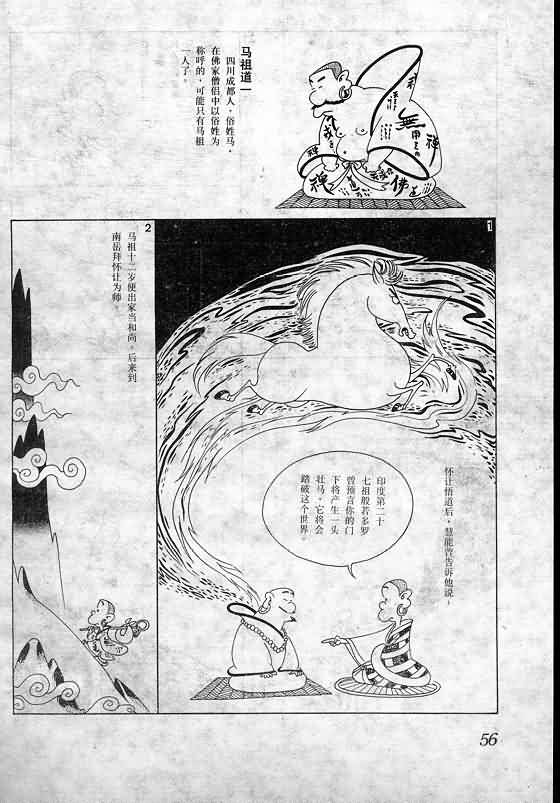 马祖道一
四川成都人，俗姓马，
在佛家僧侣中以俗姓为
称呼的，可能只有马祖
一人了。
禅
無
禅
佛
道
1
怀让悟道后，慧能曾告诉他说：
印度第二十
七祖般若多罗
曾预言你的门
下将产生一头
壮马，它将会
踏破这个世界。
2
马祖十二岁便出家当和尚。后来到
南岳拜怀让为师。
56